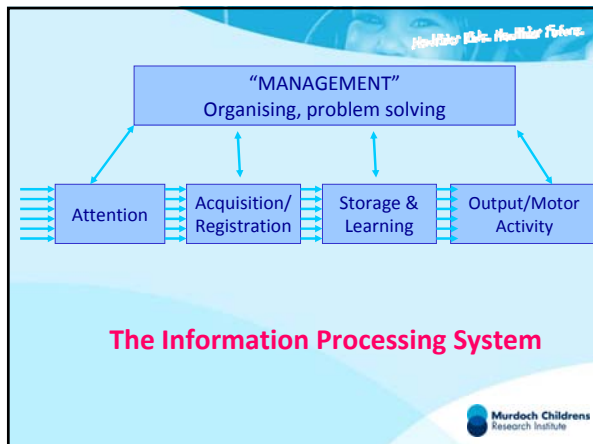 Healthier Kids. Healthier Future.
“MANAGEMENT”
Organising, problem solving
Attention
Acquisition/
Registration
Storage &
Learning
Output/Motor
Activity
The Information Processing System
Murdoch Childrens
Research Institute